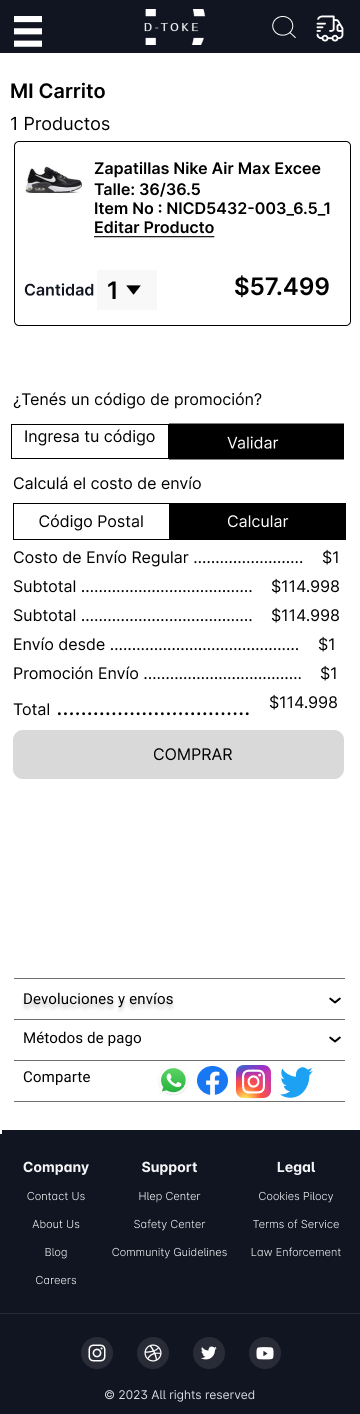 D-TOKE
MI Carrito
1 Productos
Zapatillas Nike Air Max Excee
Talle: 36/36.5
Item No : NICD5432-003_6.5_1
Editar Producto
Cantidad 1 $57.499
¿Tenés un código de promoción?
Ingresa tu código Validar
Calculá el costo de envío
Código Postal Calcular
Costo de Envío Regular ......................... $1
Subtotal ....................................... $114.998
Subtotal ....................................... $114.998
Envío desde ........................................... $1
Promoción Envío .................................... $1
Total ................................ $114.998
COMPRAR
Devoluciones y envíos
Métodos de pago
Comparte
Company Support Legal
Contact Us Hlep Center Cookies Pilocy
About Us Safety Center Terms of Service
Blog Community Guidelines Law Enforcement
Careers
© 2023 All rights reserved